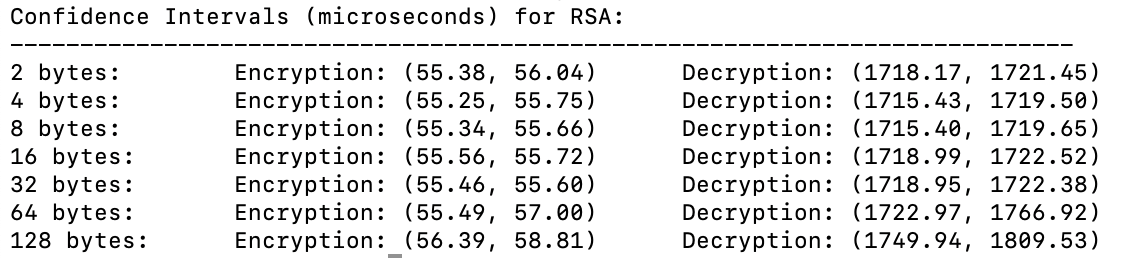 Confidence Intervals (microseconds) for RSA:
----------------------------------------------------------------------------
2 bytes: Encryption: (55.38, 56.04) Decryption: (1718.17, 1721.45)
4 bytes: Encryption: (55.25, 55.75) Decryption: (1715.43, 1719.50)
8 bytes: Encryption: (55.34, 55.66) Decryption: (1715.40, 1719.65)
16 bytes: Encryption: (55.56, 55.72) Decryption: (1718.99, 1722.52)
32 bytes: Encryption: (55.46, 55.60) Decryption: (1718.95, 1722.38)
64 bytes: Encryption: (55.49, 57.00) Decryption: (1722.97, 1766.92)
128 bytes: Encryption: (56.39, 58.81) Decryption: (1749.94, 1809.53)